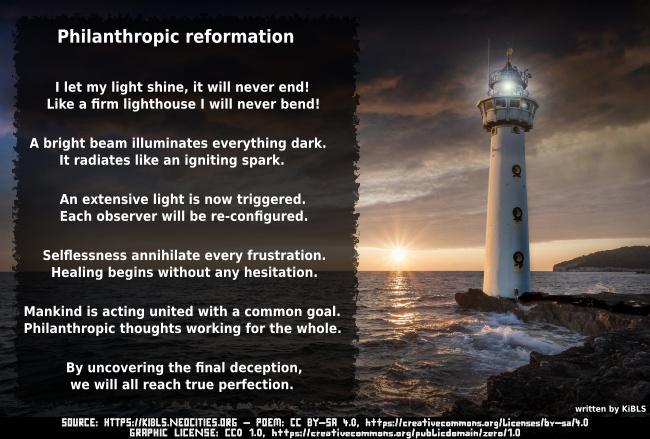 Philanthropic reformation
I let my light shine, it will never end!
Like a firm lighthouse I will never bend!
A bright beam illuminates everything dark.
It radiates like an igniting spark.
An extensive light is now triggered.
Each observer will be re-configured.
Selflessness annihilate every frustration.
Healing begins without any hesitation.
Mankind is acting united with a common goal.
Philanthropic thoughts working for the whole.
By uncovering the final deception,
we will all reach true perfection.
written by KiBLS
SOURCE: HTTPS://KIBLS.NEOCITIES.ORG — POEM: CC BY-SA 4.0, https://creativecommons.org/licenses/by-sa/4.0
GRAPHIC LICENSE: CC0 1.0, https://creativecommons.org/publicdomain/zero/1.0